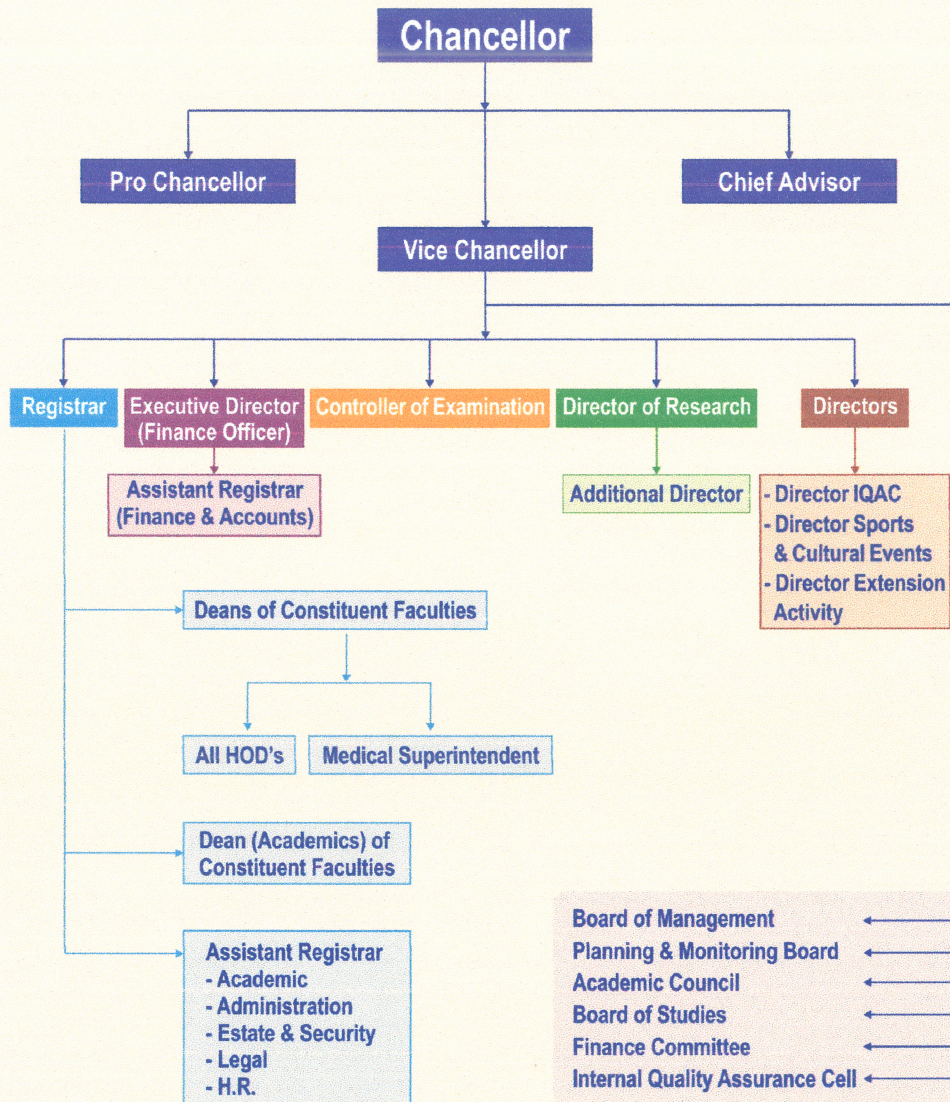 Chancellor
Pro Chancellor
Chief Advisor
Vice Chancellor
Registrar
Executive Director
(Finance Officer)
Controller of Examination
Director of Research
Directors
Assistant Registrar
(Finance & Accounts)
Additional Director
- Director IQAC
- Director Sports
& Cultural Events
- Director Extension
Activity
Deans of Constituent Faculties
All HOD's
Medical Superintendent
Dean (Academics) of
Constituent Faculties
Assistant Registrar
- Academic
- Administration
- Estate & Security
- Legal
- H.R.
Board of Management
Planning & Monitoring Board
Academic Council
Board of Studies
Finance Committee
Internal Quality Assurance Cell